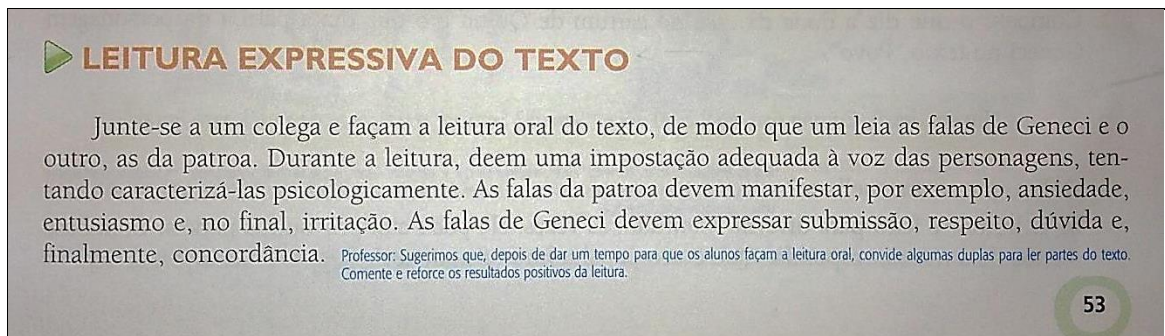 LEITURA EXPRESSIVA DO TEXTO
Junte-se a um colega e façam a leitura oral do texto, de modo que um leia as falas de Geneci e o
outro, as da patroa. Durante a leitura, deem uma impostação adequada à voz das personagens, ten-
tando caracterizá-las psicologicamente. As falas da patroa devem manifestar, por exemplo, ansiedade,
entusiasmo e, no final, irritação. As falas de Geneci devem expressar submissão, respeito, dúvida e,
finalmente, concordância. Professor: Sugerimos que, depois de dar um tempo para que os alunos façam a leitura oral, convide algumas duplas para ler partes do texto.
Comente e reforce os resultados positivos da leitura.
53